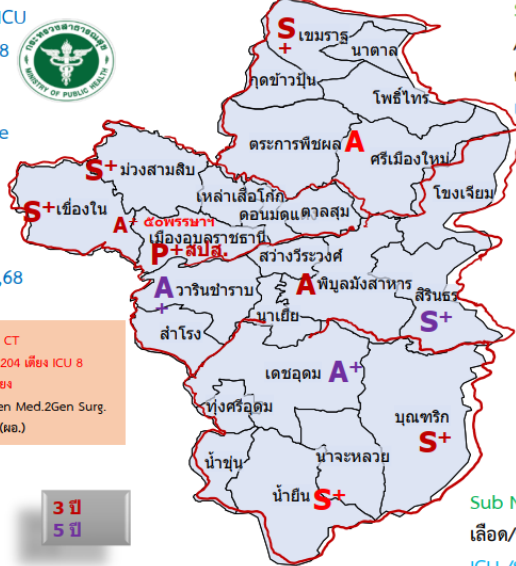 ICU
8
กระทรวงสาธารณสุข
MINISTRY OF PUBLIC HEALTH
e
,68
S+ เขมราฐ
นาตาล
กุดข้าวปุ้น
โพธิ์ไทร
ตระการพืชผล A
ศรีเมืองใหม่
โขงเจียม
S+ ม่วงสามสิบ
เหล่าเสือโก้ก
ดอนมดแดง
ตาลสุม
S+ เขื่องใน
A+ ๕๐พรรษาฯ
เมืองอุบลราชธานี
P+ สปส.
สว่างวีระวงศ์
A+ วารินชำราบ
A พิบูลมังสาหาร
สิรินธร
S+
นาเยีย
สำโรง
เดชอุดม A+
ทุ่งศรีอุดม
บุณฑริก
S+
น้ำขุ่น
นาจะหลวย
น้ำยืน S+
CT
204 เตียง ICU 8
ยง
en Med.2Gen Surg.
(ผอ.)
3 ปี
5 ปี
Sub N
เลือด/